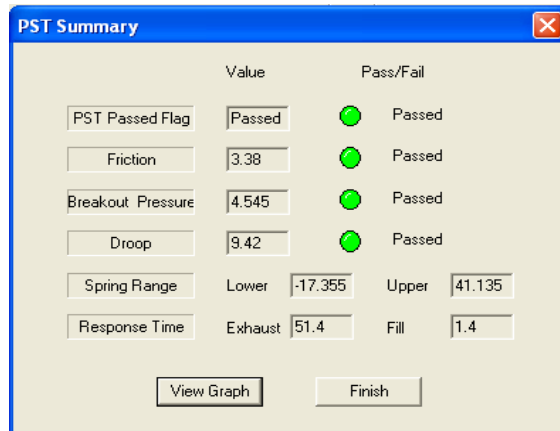 PST Summary
Value Pass/Fail
PST Passed Flag Passed Passed
Friction 3.38 Passed
Breakout Pressure 4.545 Passed
Droop 9.42 Passed
Spring Range Lower -17.355 Upper 41.135
Response Time Exhaust 51.4 Fill 1.4
View Graph Finish